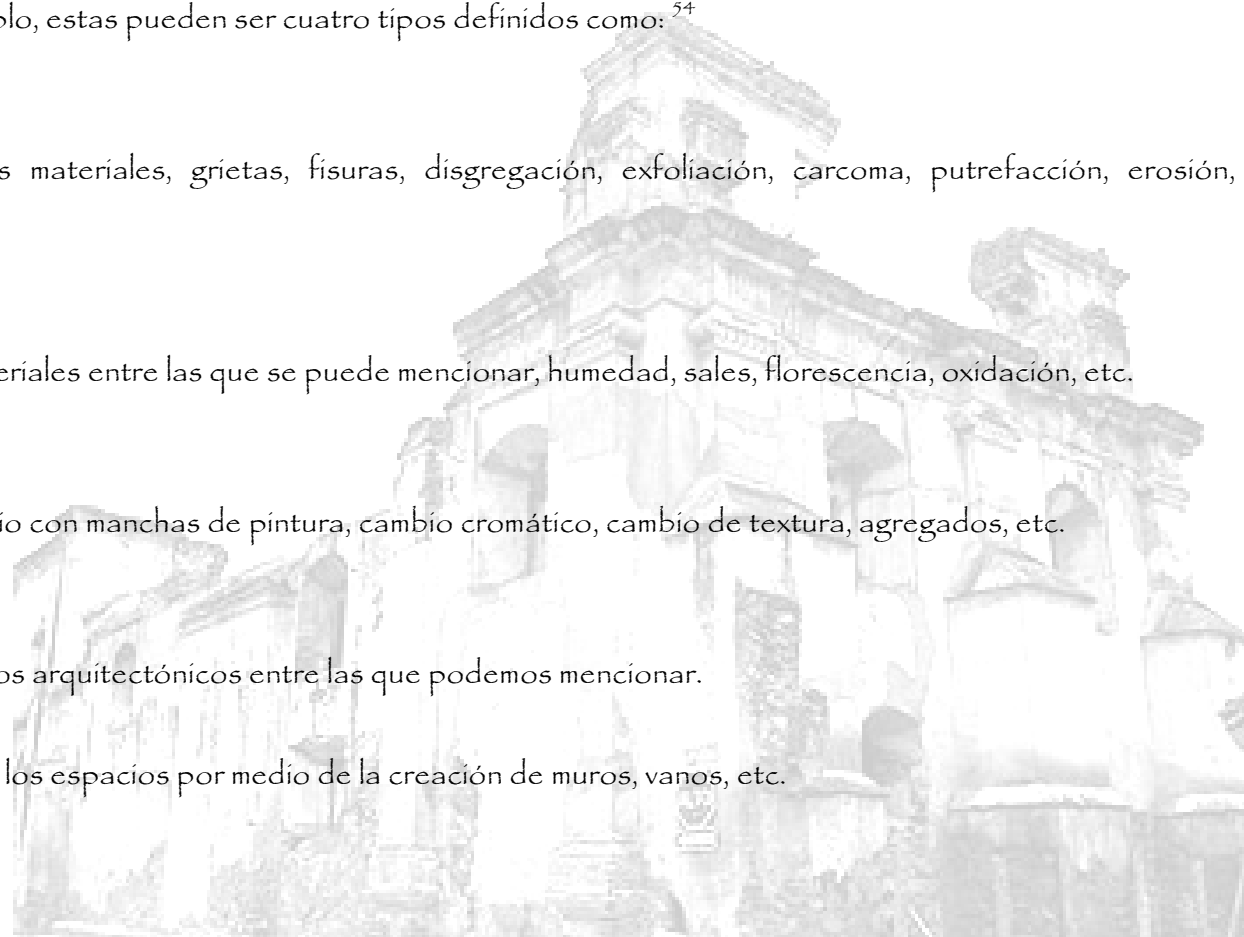 plo, estas pueden ser cuatro tipos definidos como: 54
s materiales, grietas, fisuras, disgregación, exfoliación, carcoma, putrefacción, erosión,
eriales entre las que se puede mencionar, humedad, sales, florescencia, oxidación, etc.
io con manchas de pintura, cambio cromático, cambio de textura, agregados, etc.
os arquitectónicos entre las que podemos mencionar.
los espacios por medio de la creación de muros, vanos, etc.